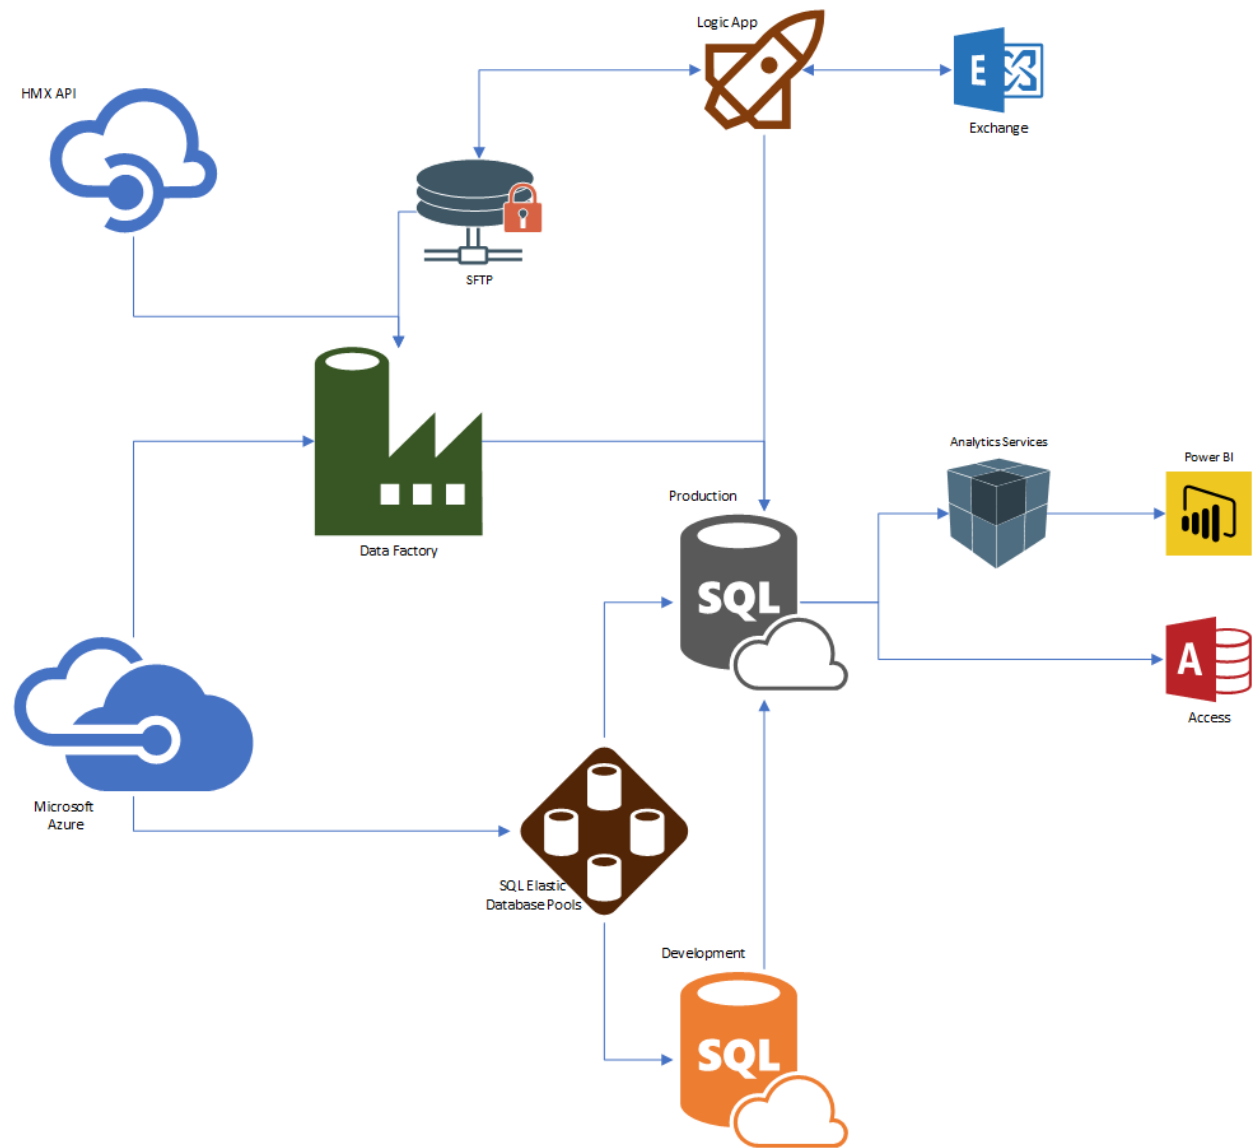 Logic App
HMX API
E
Exchange
SFTP
Analytics Services
Power BI
Production
Data Factory
SQL
A
Access
Microsoft
Azure
SQL Elastic
Database Pools
Development
SQL